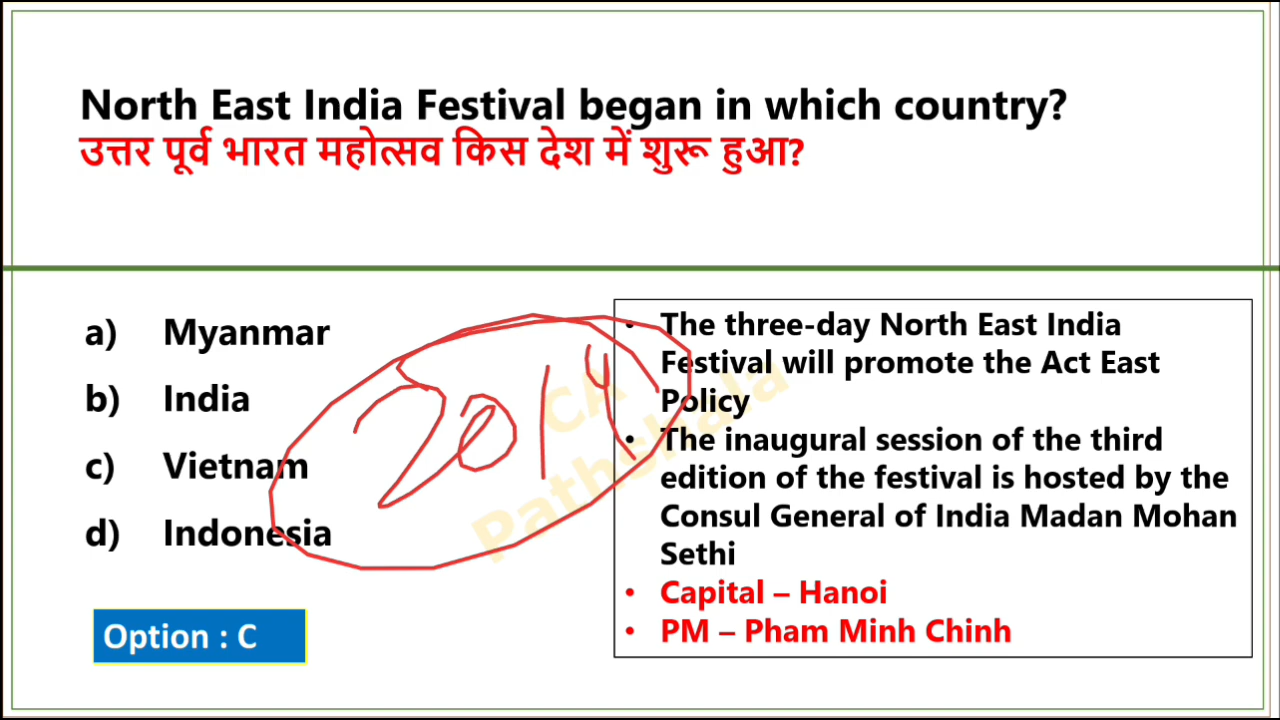 North East India Festival began in which country?
उत्तर पूर्व भारत महोत्सव किस देश में शुरू हुआ?
a) Myanmar
b) India
c) Vietnam
d) Indonesia
Option : C
2014
CA
Pathshala
• The three-day North East India
Festival will promote the Act East
Policy
• The inaugural session of the third
edition of the festival is hosted by the
Consul General of India Madan Mohan
Sethi
• Capital – Hanoi
• PM – Pham Minh Chinh